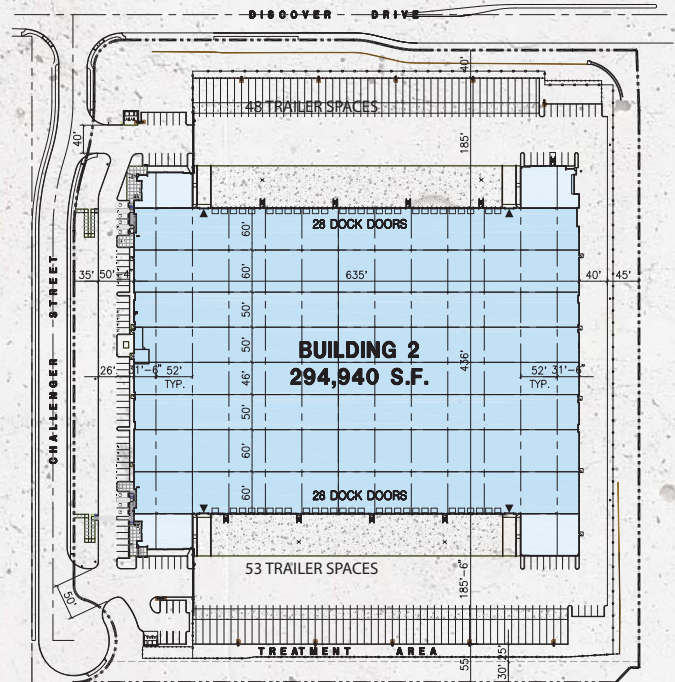 DISCOVER DRIVE
40'
48 TRAILER SPACES
185'
40'
28 DOCK DOORS
60'
60'
35' 50'
635'
40' 45'
CHALLENGER STREET
50'
BUILDING 2
294,940 S.F.
50'
436'
26' 31'-6" 52'
TYP.
46'
52' 31'-6"
TYP.
50'
60'
28 DOCK DOORS
60'
53 TRAILER SPACES
185'-6"
50'
TREATMENT AREA
55'
30' 25'